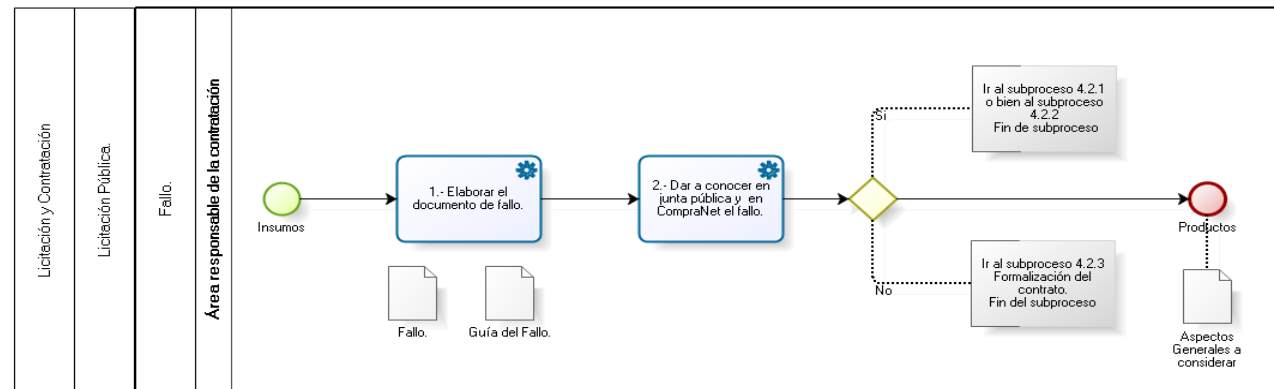 Licitación y Contratación
Licitación Pública.
Fallo.
Área responsable de la contratación
Insumos
1.- Elaborar el
documento de fallo.
Fallo.
Guía del Fallo.
2.- Dar a conocer en
junta pública y en
CompraNet el fallo.
Si
Ir al subproceso 4.2.1
o bien al subproceso
4.2.2
Fin de subproceso
No
Ir al subproceso 4.2.3
Formalización del
contrato.
Fin del subproceso
Productos
Aspectos
Generales a
considerar